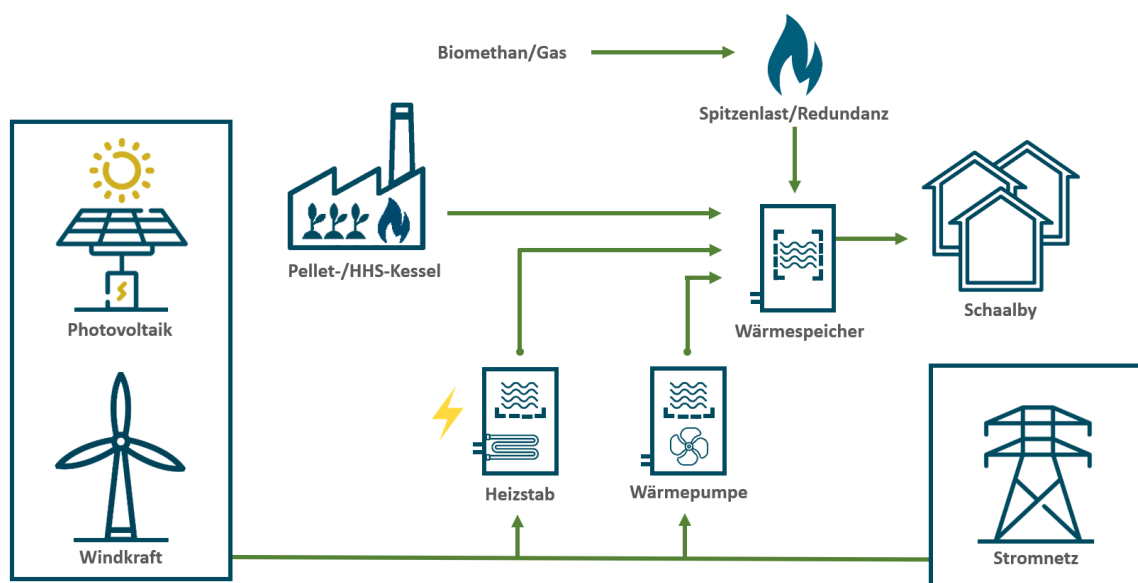 Biomethan/Gas
Spitzenlast/Redundanz
Pellet-/HHS-Kessel
Photovoltaik
Wärmespeicher
Schaalby
Heizstab
Wärmepumpe
Windkraft
Stromnetz